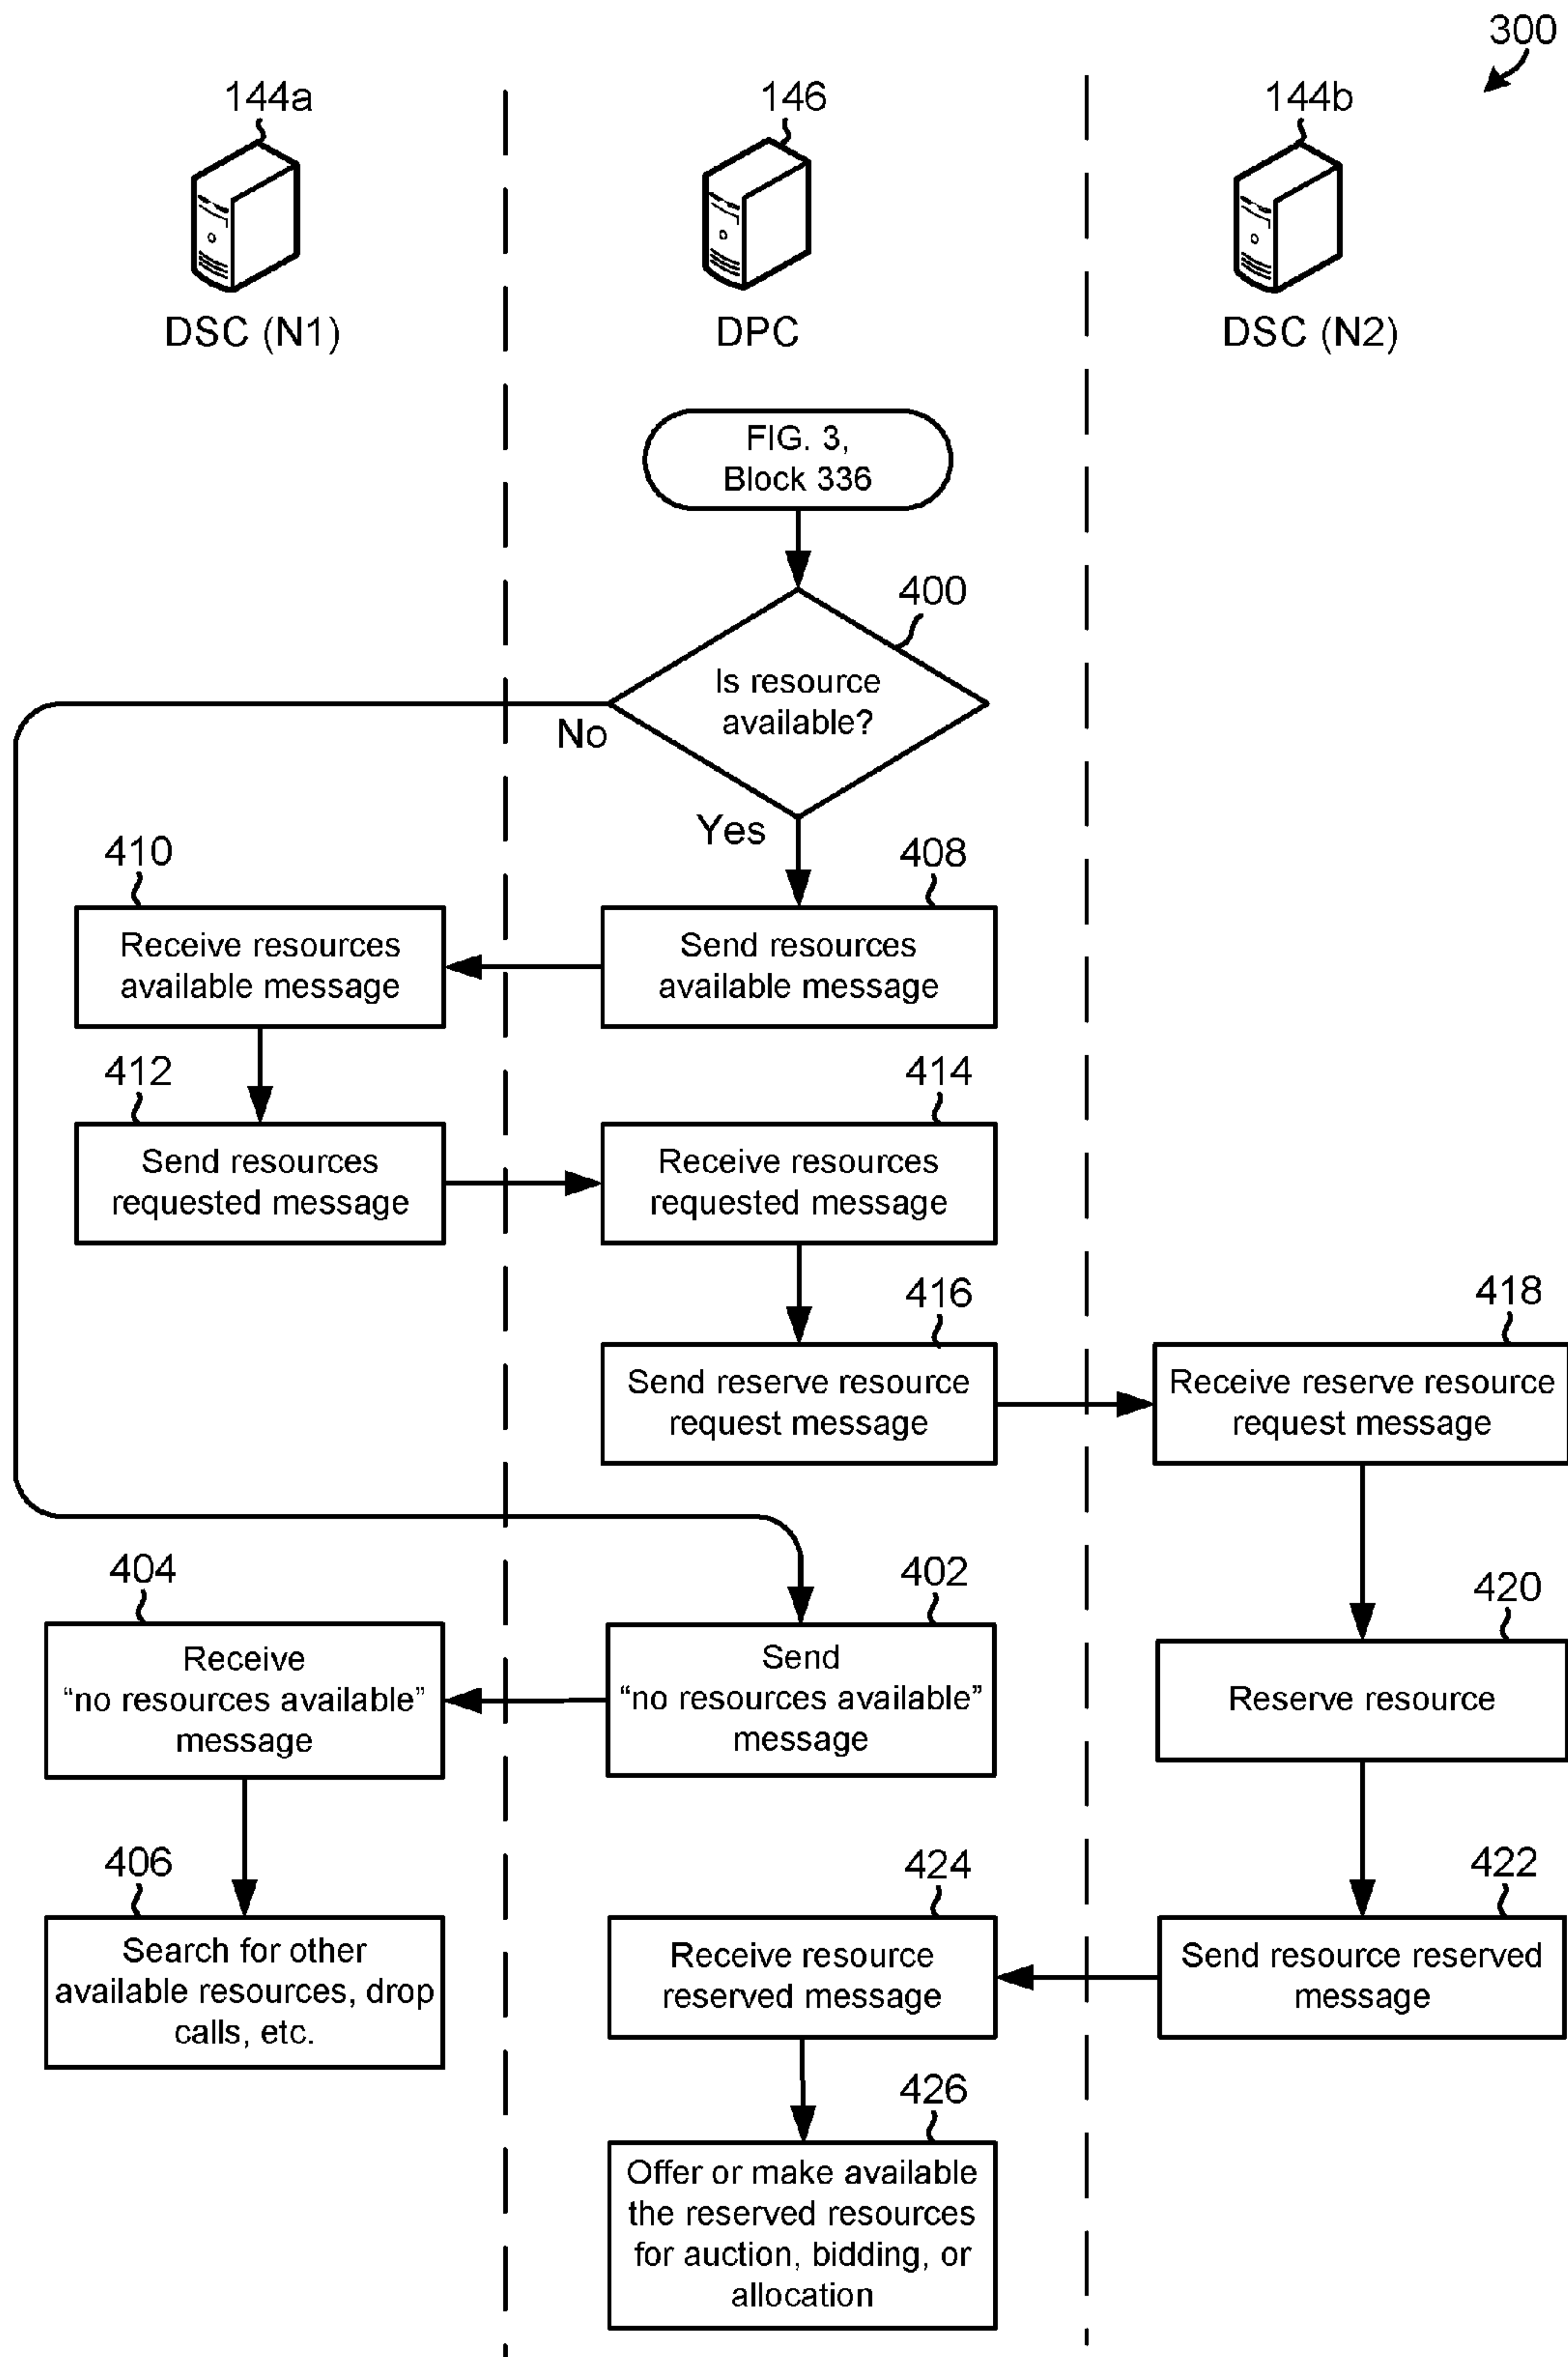 300
144a
146
144b
DSC (N1)
DPC
DSC (N2)
FIG. 3,
Block 336
400
Is resource
available?
No
Yes
410
408
Receive resources
available message
Send resources
available message
412
414
Send resources
requested message
Receive resources
requested message
416
418
Send reserve resource
request message
Receive reserve resource
request message
404
402
420
Receive
“no resources available”
message
Send
“no resources available”
message
Reserve resource
406
424
422
Search for other
available resources, drop
calls, etc.
Receive resource
reserved message
Send resource reserved
message
426
Offer or make available
the reserved resources
for auction, bidding, or
allocation